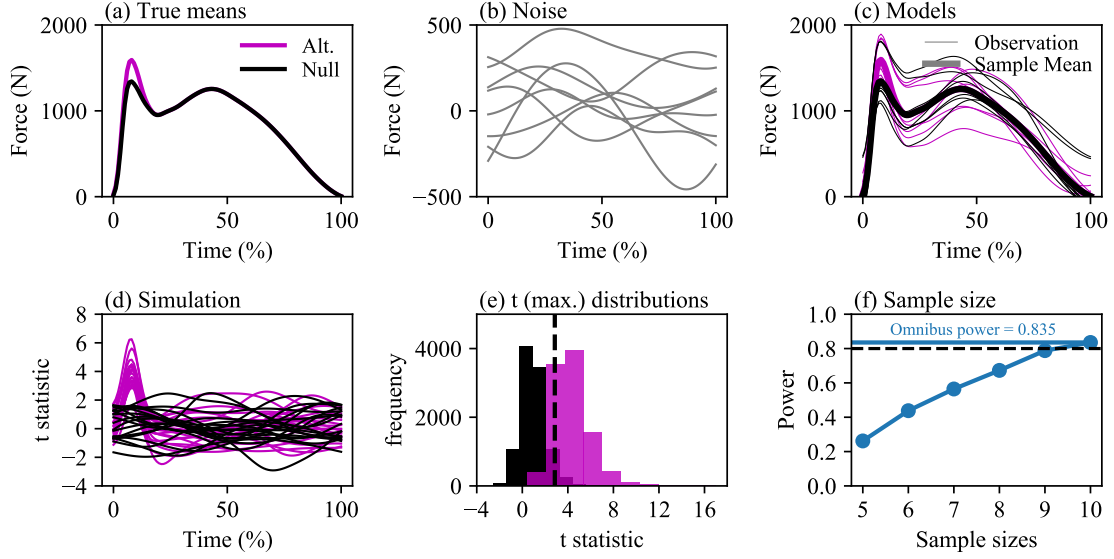 (a) True means
Force (N)
2000
1000
0
0 50 100
Time (%)
Alt.
Null
(b) Noise
Force (N)
500
0
−500
0 50 100
Time (%)
(c) Models
Force (N)
2000
1000
0
0 50 100
Time (%)
Observation
Sample Mean
(d) Simulation
t statistic
8
6
4
2
0
−2
−4
0 50 100
Time (%)
(e) t (max.) distributions
frequency
4000
2000
0
−4 0 4 8 12 16
t statistic
(f) Sample size
Power
1.0
0.8
0.6
0.4
0.2
0.0
Omnibus power = 0.835
5 6 7 8 9 10
Sample sizes